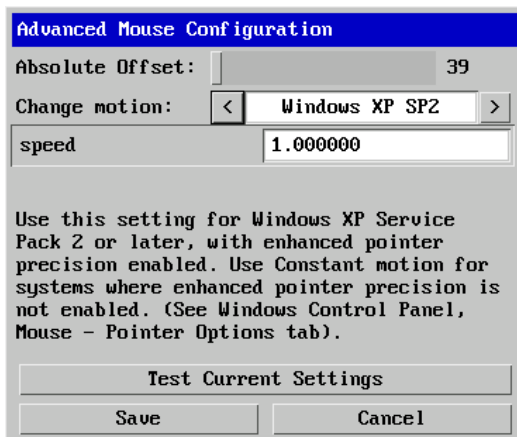 Advanced Mouse Configuration
Absolute Offset: 39
Change motion: < Windows XP SP2 >
speed 1.000000
Use this setting for Windows XP Service
Pack 2 or later, with enhanced pointer
precision enabled. Use Constant motion for
systems where enhanced pointer precision is
not enabled. (See Windows Control Panel,
Mouse - Pointer Options tab).
Test Current Settings
Save Cancel